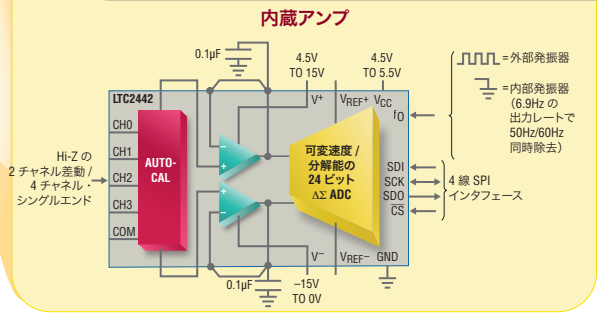 内蔵アンプ
0.1µF
4.5V
TO 15V
4.5V
TO 5.5V
=外部発振器
=内部発振器
(6.9Hz の
出力レートで
50Hz/60Hz
同時除去)
LTC2442
V+
VREF+
VCC
fO
CH0
CH1
CH2
CH3
COM
Hi-Z の
2 チャネル差動 /
4 チャネル・
シングルエンド
AUTO-
CAL
−
+
+
−
可変速度 /
分解能の
24 ビット
ΔΣ ADC
SDI
SCK
SDO
CS
4 線 SPI
インタフェース
V−
VREF−
GND
0.1µF
−15V
TO 0V